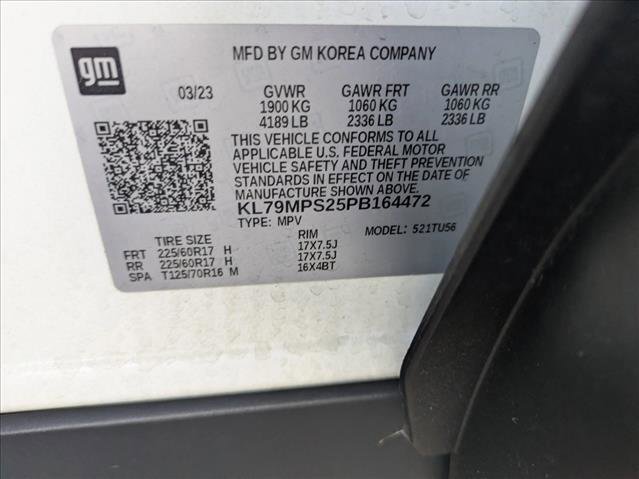 gm
MFD BY GM KOREA COMPANY
03/23 GVWR GAWR FRT GAWR RR
1900 KG 1060 KG 1060 KG
4189 LB 2336 LB 2336 LB
THIS VEHICLE CONFORMS TO ALL
APPLICABLE U.S. FEDERAL MOTOR
VEHICLE SAFETY AND THEFT PREVENTION
STANDARDS IN EFFECT ON THE DATE OF
MANUFACTURE SHOWN ABOVE.
KL79MPS25PB164472
TYPE: MPV MODEL: 521TU56
TIRE SIZE RIM
FRT 225/60R17 H 17X7.5J
RR 225/60R17 H 17X7.5J
SPA T125/70R16 M 16X4BT